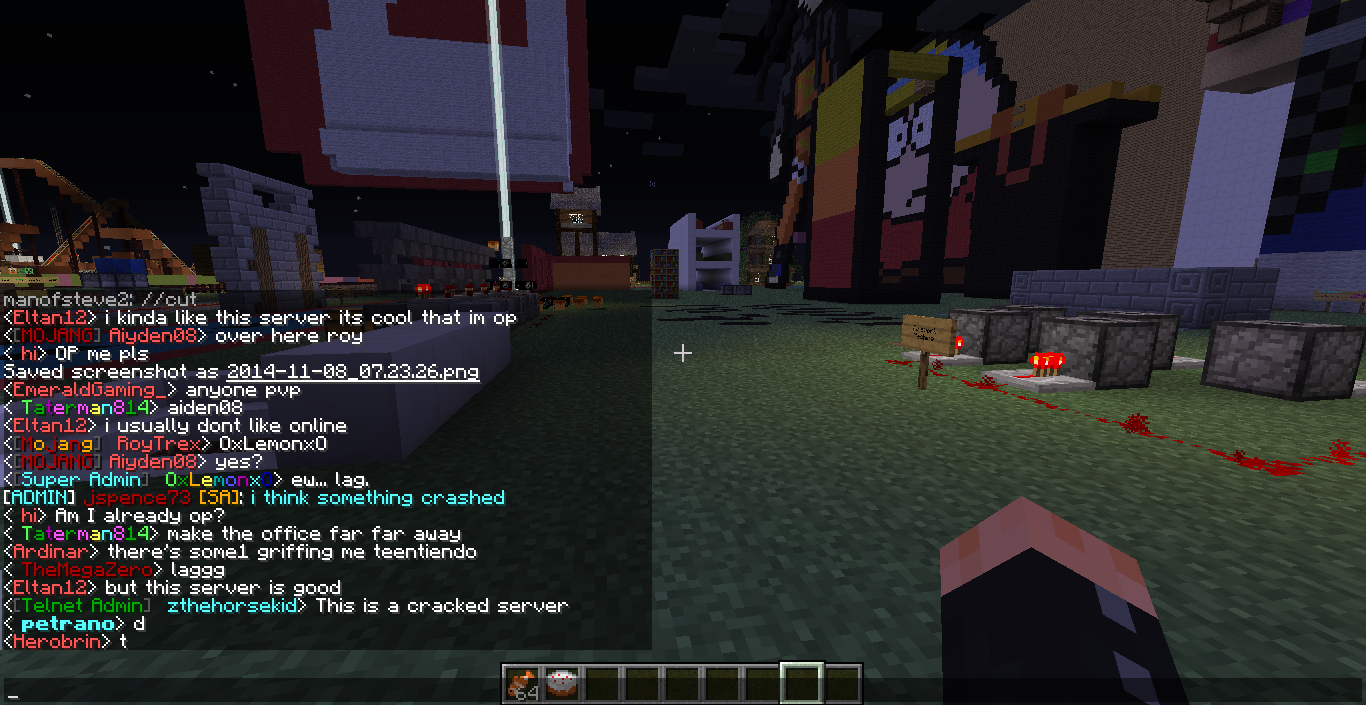 manofsteve2: //cut
<Eltan12> i kinda like this server its cool that im op
<[MOJANG] Aiyden08> over here roy
< hi> OP me pls
Saved screenshot as 2014-11-08_07.23.26.png
<EmeraldGaming_> anyone pvp
< Taterman814> aiden08
<Eltan12> i usually dont like online
<[Mojang] RoyTrex> 0xLemonx0
<[MOJANG] Aiyden08> yes?
<[Super Admin] 0xLemonx0> ew... lag.
[ADMIN] jspence73 [SA]: i think something crashed
< hi> Am I already op?
< Taterman814> make the office far far away
<Ardinar> there's some1 griffing me teentiendo
< TheMegaZero> laggg
<Eltan12> but this server is good
<[Telnet Admin] zthehorsekid> This is a cracked server
< petrano> d
<Herobrin> t
_
64